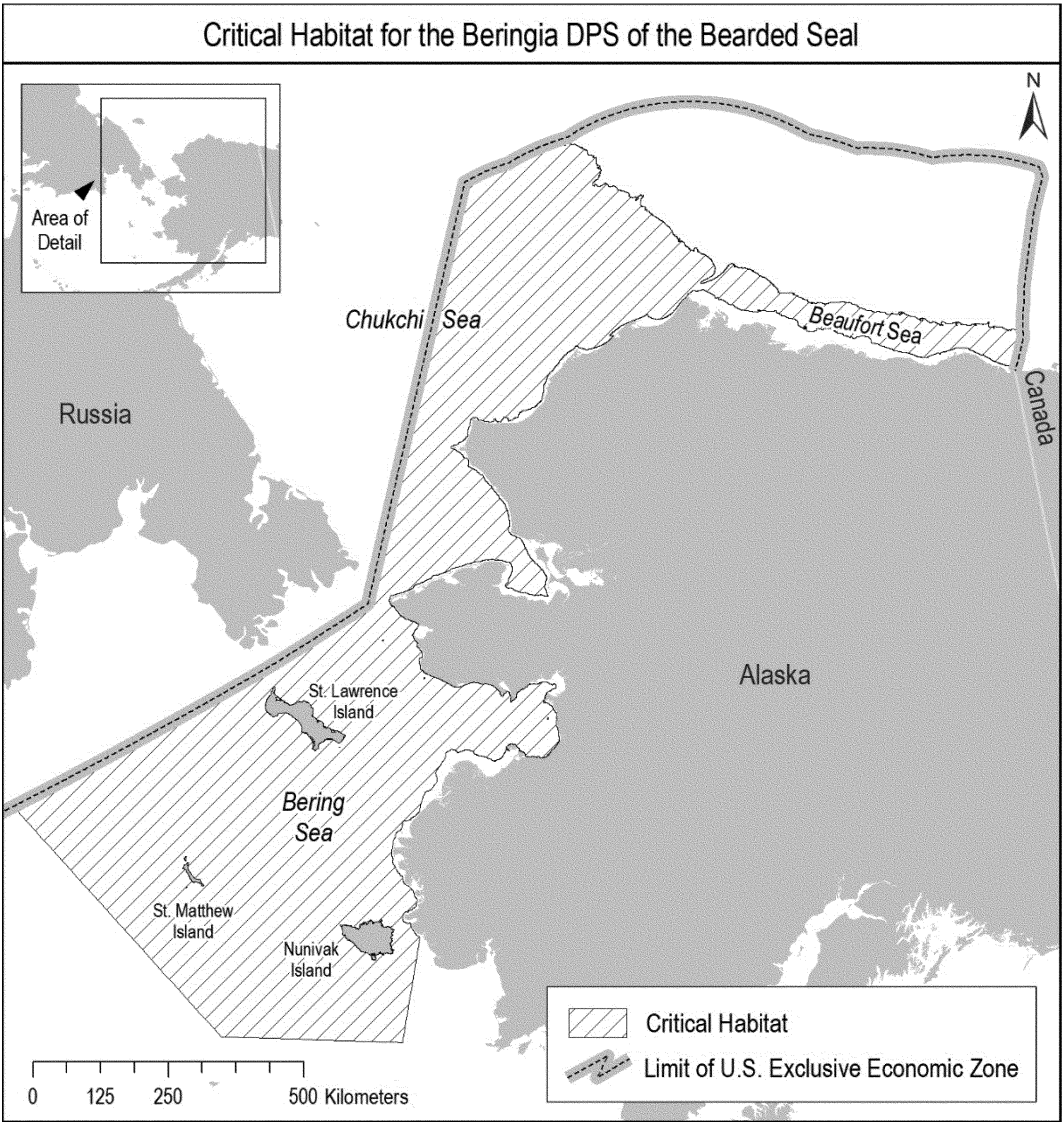 Critical Habitat for the Beringia DPS of the Bearded Seal
N
Area of
Detail
Chukchi Sea
Beaufort Sea
Russia
Canada
St. Lawrence
Island
Alaska
Bering
Sea
St. Matthew
Island
Nunivak
Island
Critical Habitat
Limit of U.S. Exclusive Economic Zone
0 125 250 500 Kilometers